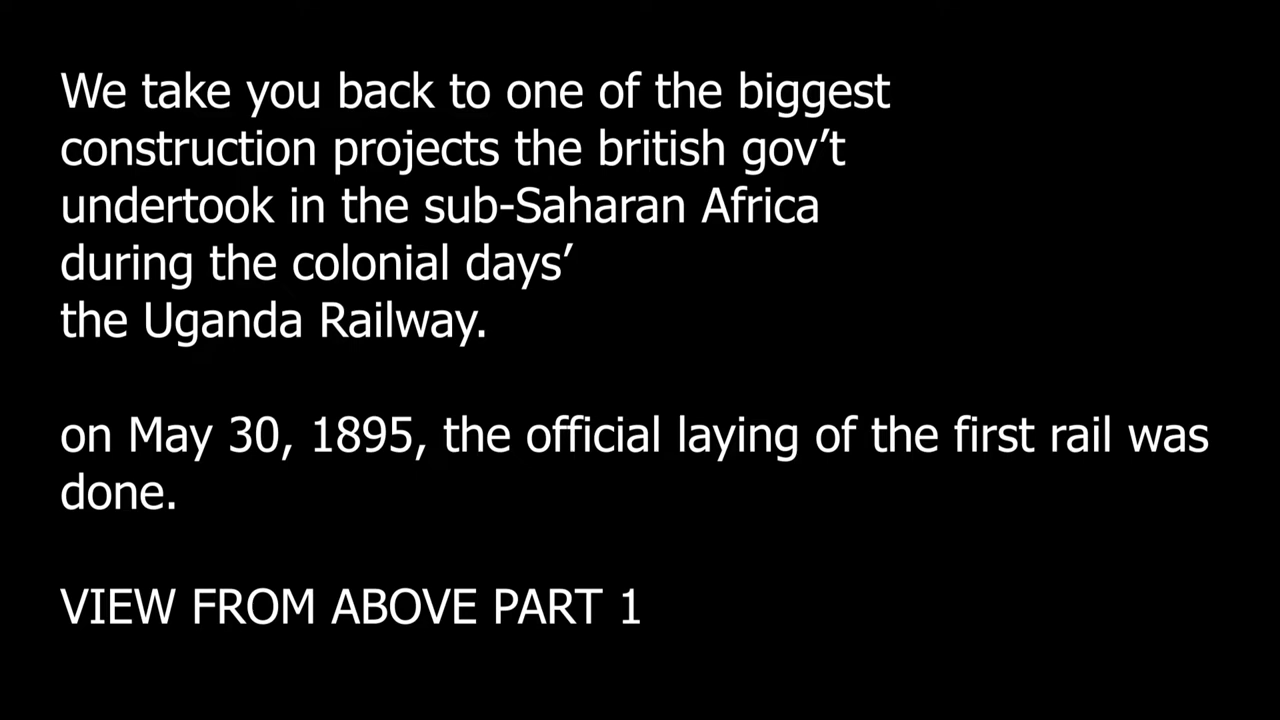 We take you back to one of the biggest
construction projects the british gov’t
undertook in the sub-Saharan Africa
during the colonial days’
the Uganda Railway.
on May 30, 1895, the official laying of the first rail was
done.
VIEW FROM ABOVE PART 1